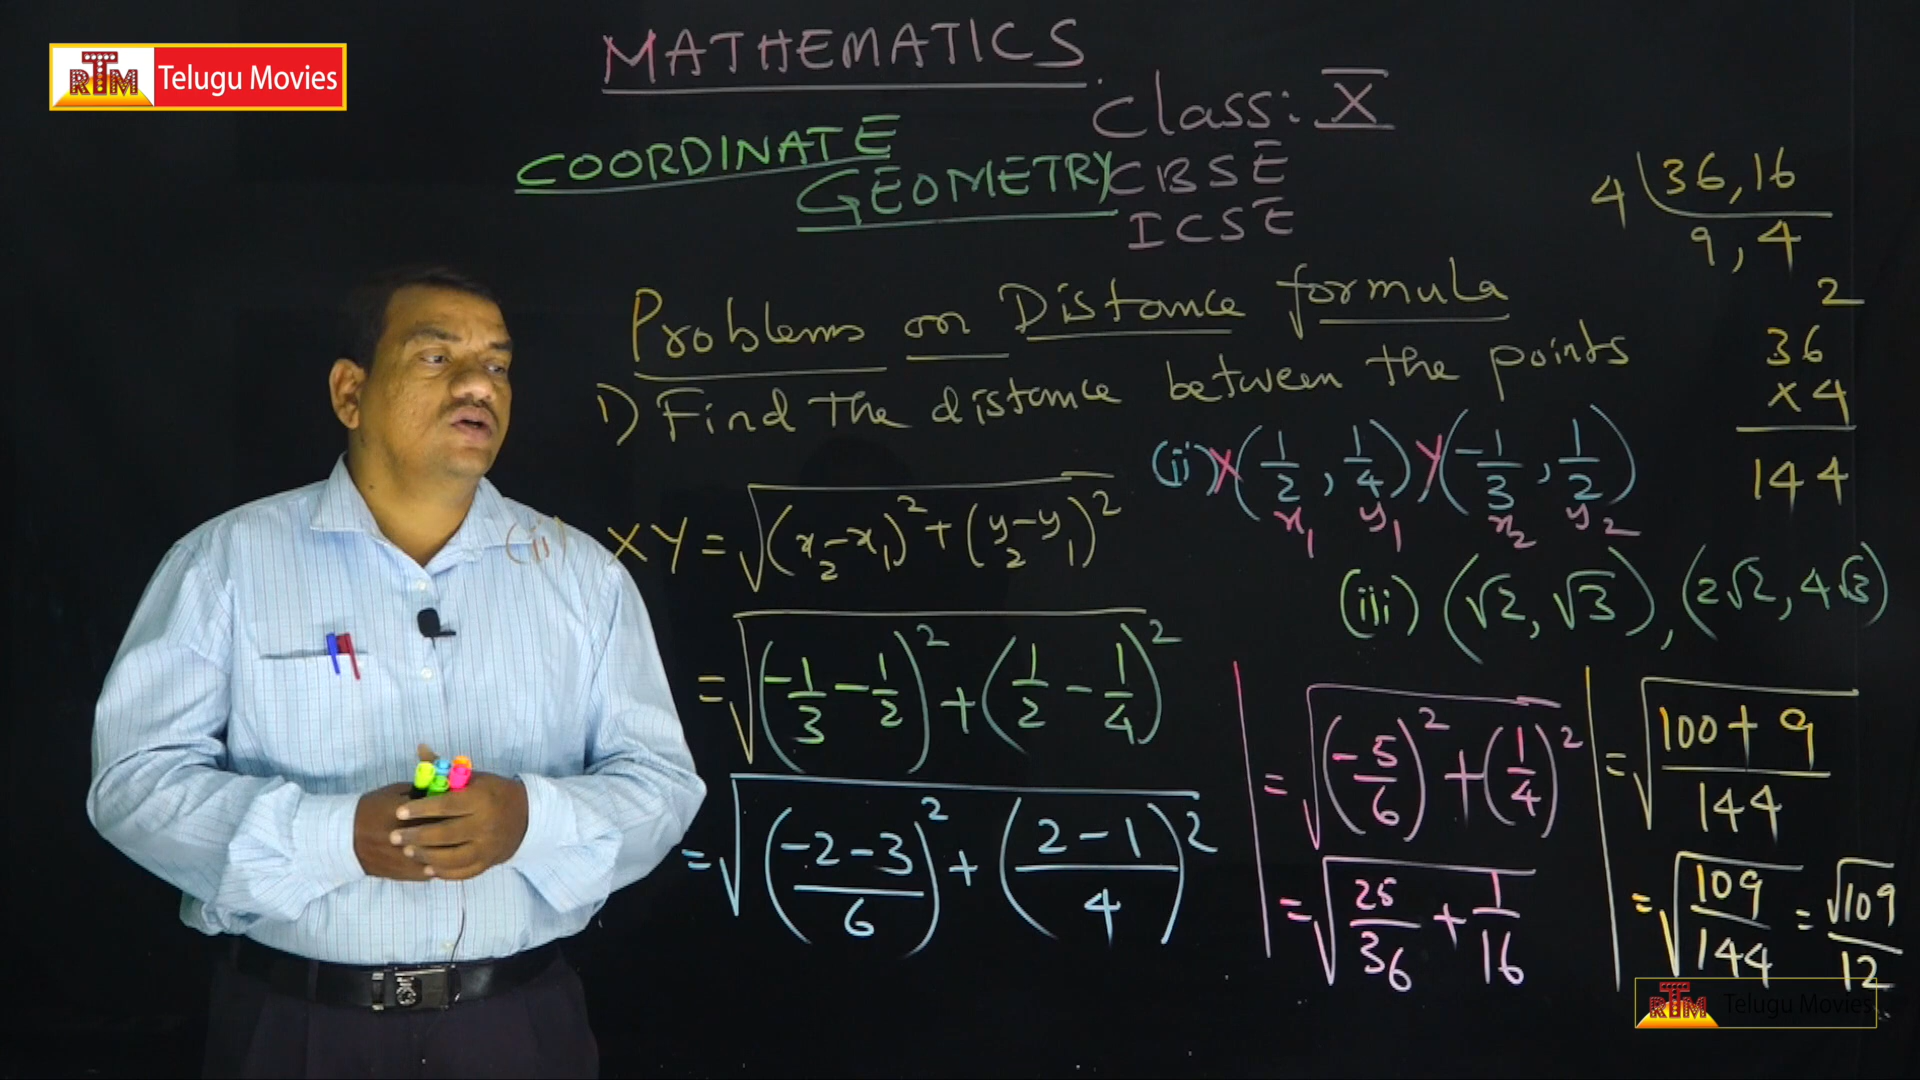 RTM Telugu Movies
MATHEMATICS
Class: X
COORDINATE
GEOMETRY
CBSE
ICSE
4 ) 36, 16
9, 4
2
36
×4
144
Problems on Distance formula
1) Find The distance between the points
(ii) X(1/2, 1/4) Y(-1/3, 1/2)
x₁ y₁ x₂ y₂
(iii) (√2, √3), (2√2, 4√3)
(ii) XY = √((x₂-x₁)² + (y₂-y₁)²)
= √((-1/3 - 1/2)² + (1/2 - 1/4)²)
= √(((-2-3)/6)² + ((2-1)/4)²)
= √((-5/6)² + (1/4)²)
= √(25/36 + 1/16)
= √((100+9)/144)
= √(109/144) = √109/12
RTM Telugu Movies